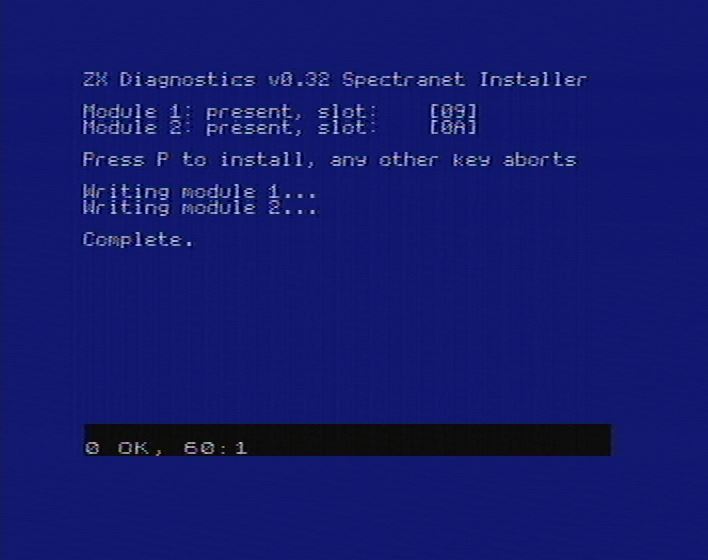 ZX Diagnostics v0.32 Spectranet Installer
Module 1: present, slot: [09]
Module 2: present, slot: [0A]
Press P to install, any other key aborts
Writing module 1...
Writing module 2...
Complete.
0 OK, 60:1